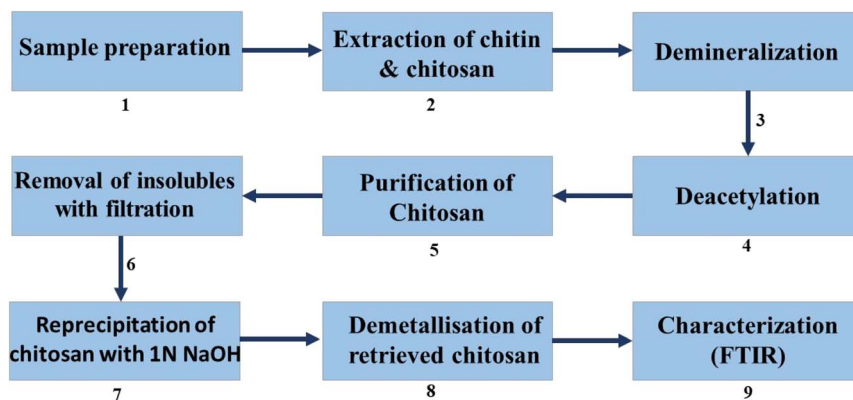 Sample preparation
1
Extraction of chitin
& chitosan
2
Demineralization
3
Deacetylation
4
Purification of
Chitosan
5
Removal of insolubles
with filtration
6
Reprecipitation of
chitosan with 1N NaOH
7
Demetallisation of
retrieved chitosan
8
Characterization
(FTIR)
9